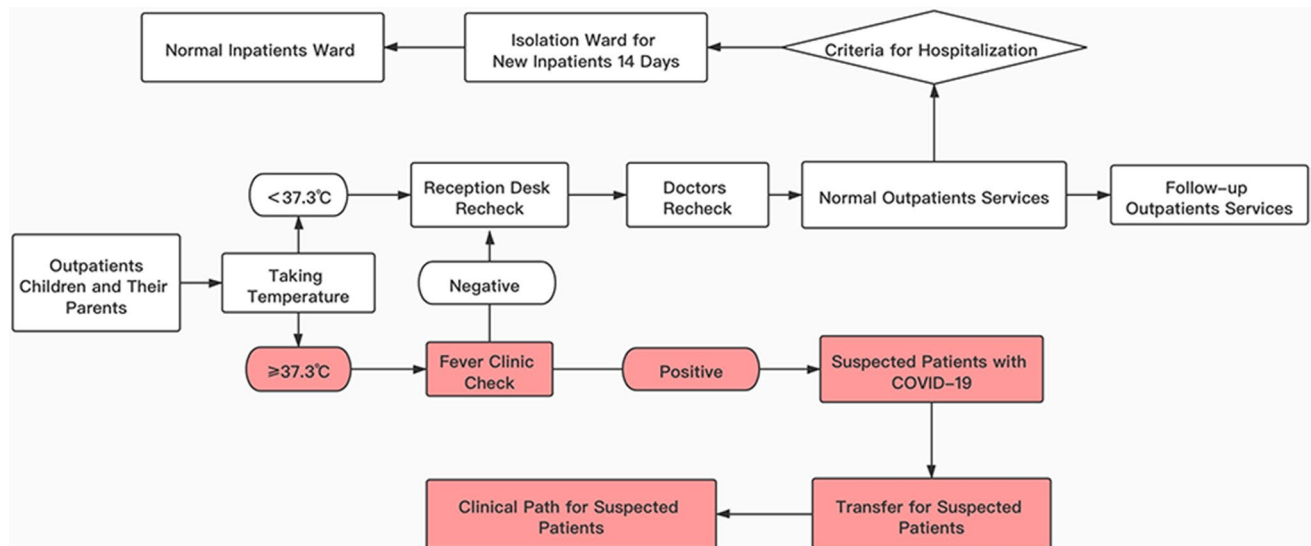 Normal Inpatients Ward
Isolation Ward for
New Inpatients 14 Days
Criteria for Hospitalization
<37.3℃
Reception Desk
Recheck
Doctors
Recheck
Normal Outpatients Services
Follow-up
Outpatients Services
Outpatients
Children and Their
Parents
Taking
Temperature
Negative
≥37.3℃
Fever Clinic
Check
Positive
Suspected Patients with
COVID-19
Clinical Path for Suspected
Patients
Transfer for Suspected
Patients